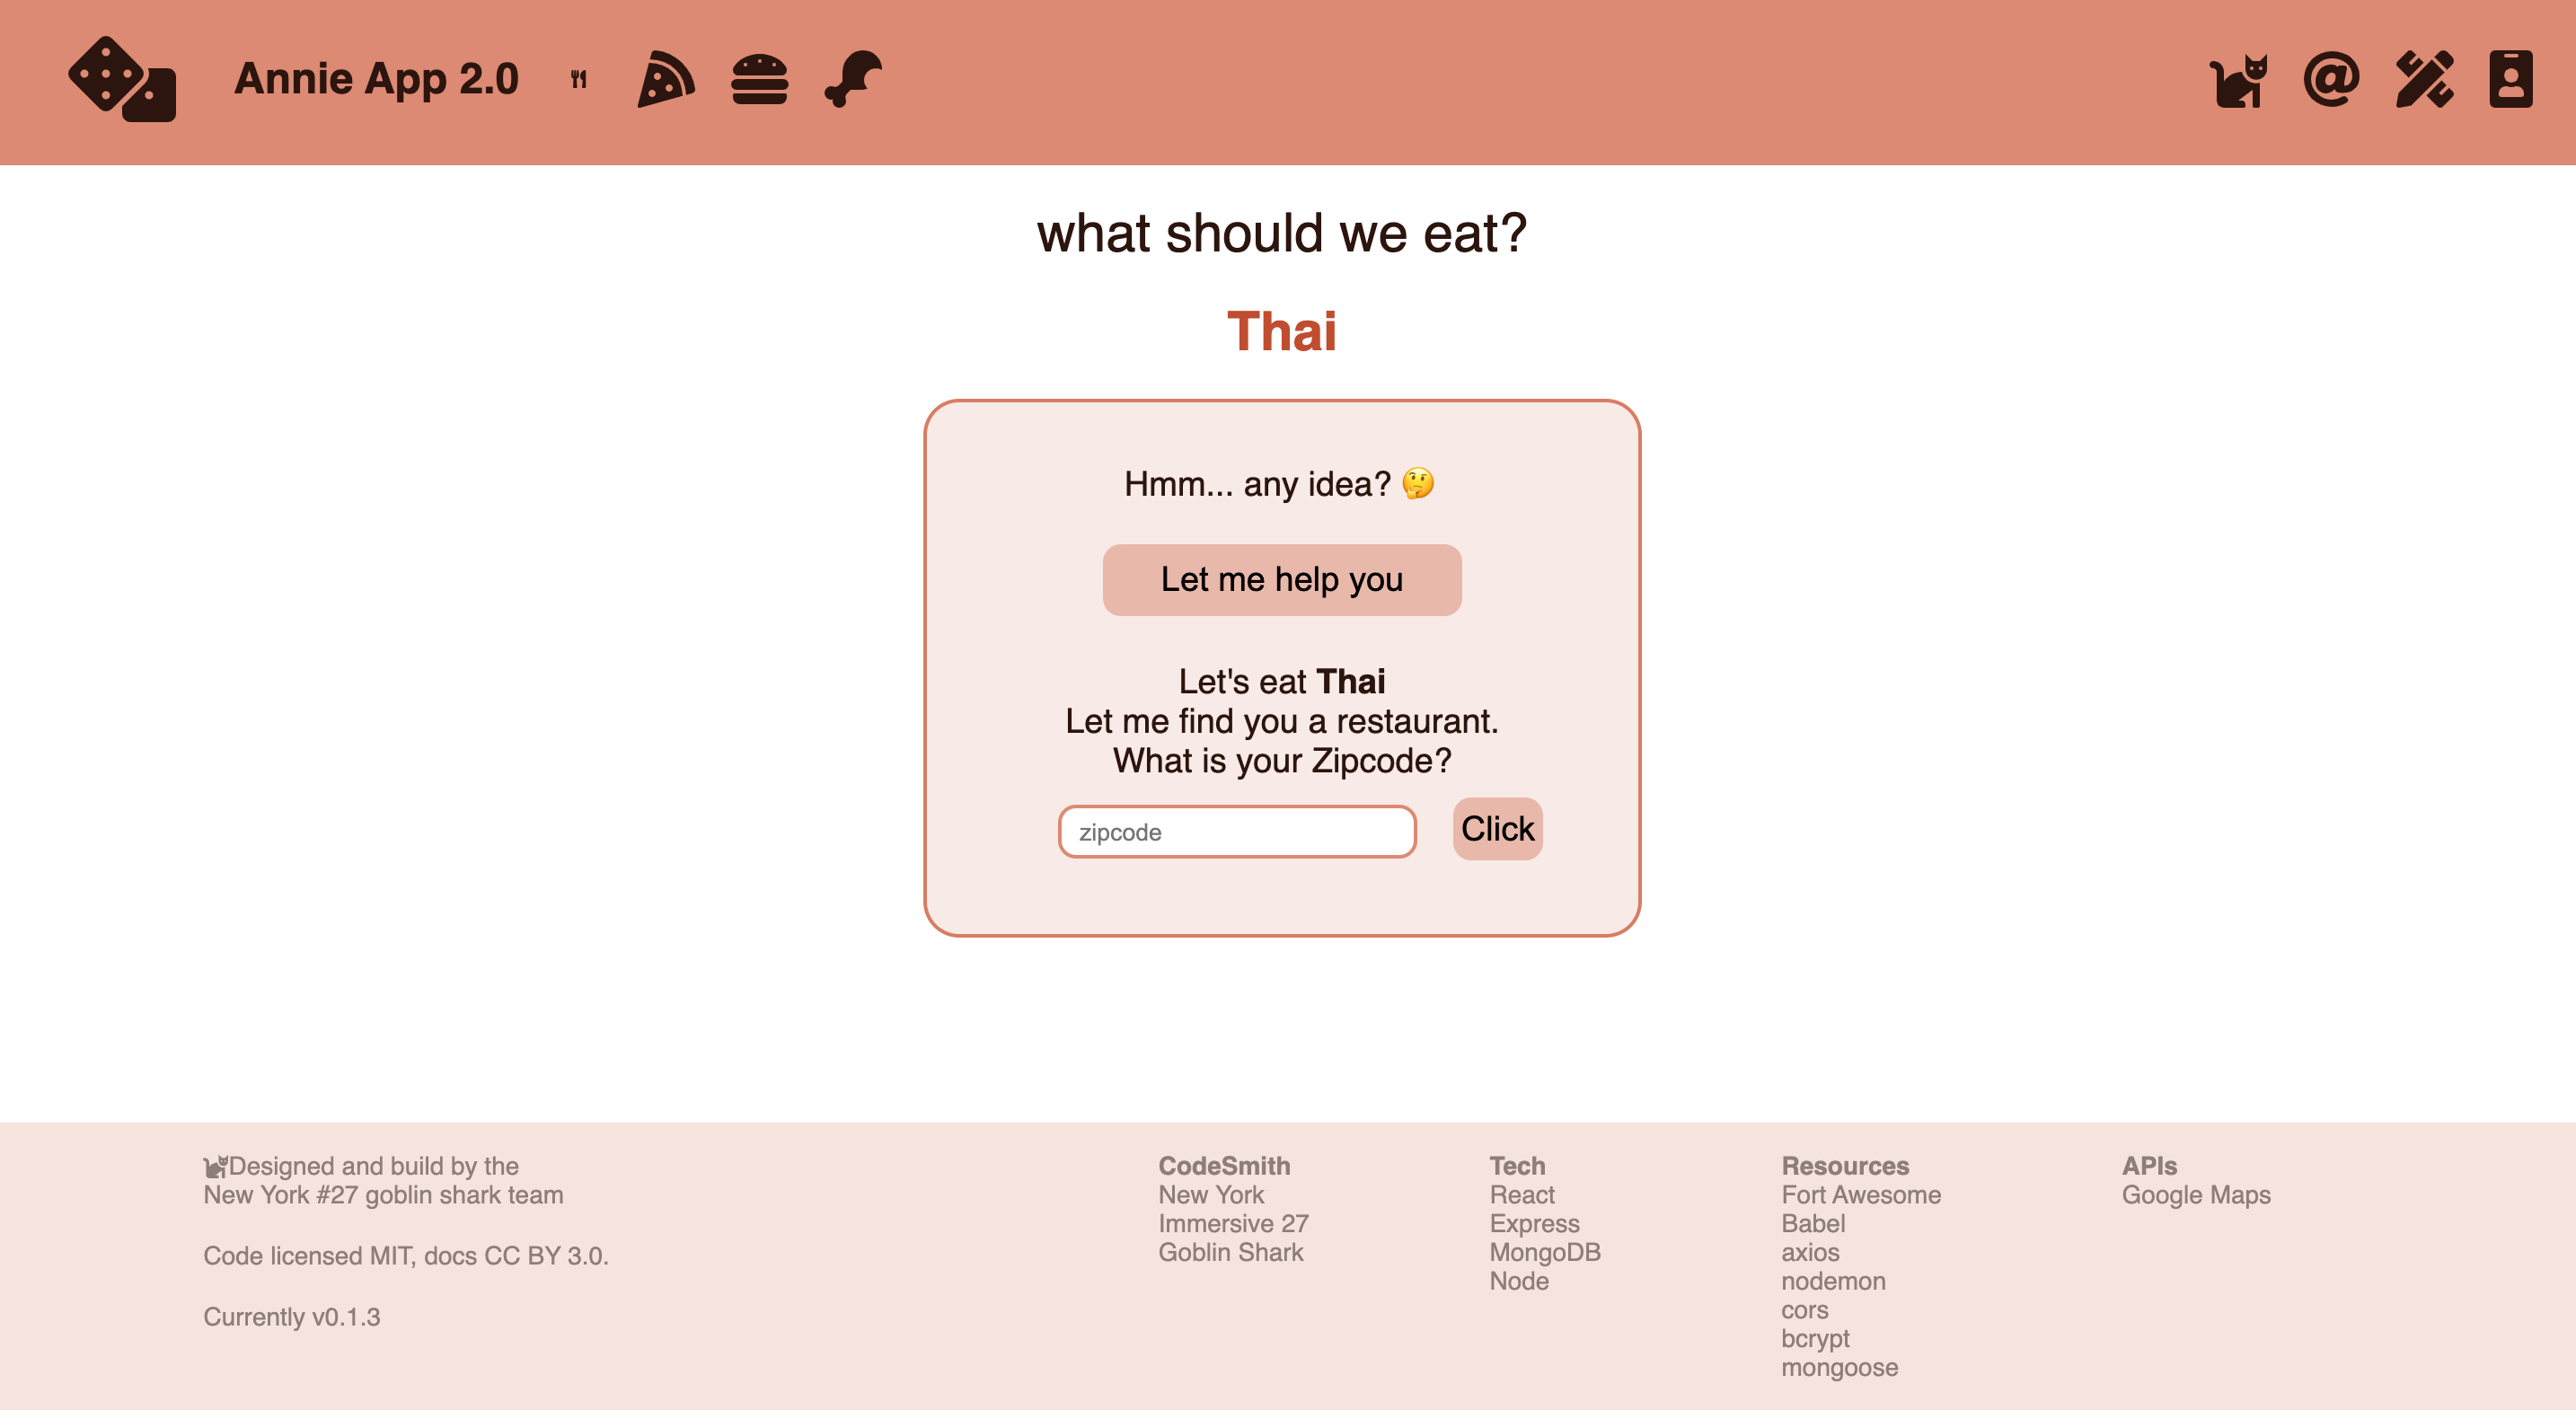 Annie App 2.0
what should we eat?
Thai
Hmm... any idea? 🤔
Let me help you
Let's eat Thai
Let me find you a restaurant.
What is your Zipcode?
zipcode
Click
Designed and build by the
New York #27 goblin shark team
Code licensed MIT, docs CC BY 3.0.
Currently v0.1.3
CodeSmith
New York
Immersive 27
Goblin Shark
Tech
React
Express
MongoDB
Node
Resources
Fort Awesome
Babel
axios
nodemon
cors
bcrypt
mongoose
APIs
Google Maps